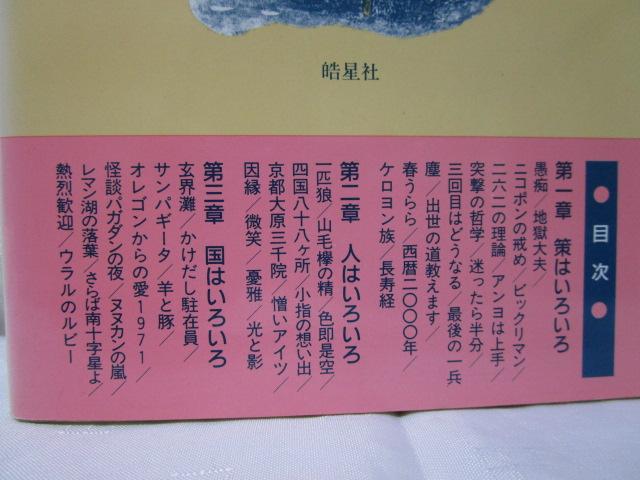 皓星社
●目次●
第一章 策はいろいろ
愚痴／地獄大夫／
ニコポンの戒め／ビックリマン／
二六二の理論／アンヨは上手／
突撃の哲学／迷ったら半分／
三回目はどうなる／最後の一兵
塵／出世の道教えます／
春うらら／西暦二〇〇〇年／
ケロヨン族 長寿経
第二章 人はいろいろ
一匹狼／山毛欅の精／色即是空／
四国八十八ヶ所／小指の想い出／
京都大原三千院／憎いアイツ／
因縁／微笑／憂雅／光と影
第三章 国はいろいろ
玄界灘／かけだし駐在員／
サンパギータ／羊と豚／
オレゴンからの愛1971／
怪談パガダンの夜／ヌヌカンの嵐／
レマン湖の落葉 さらば南十字星よ／
熱烈歓迎／ウラルのルビー